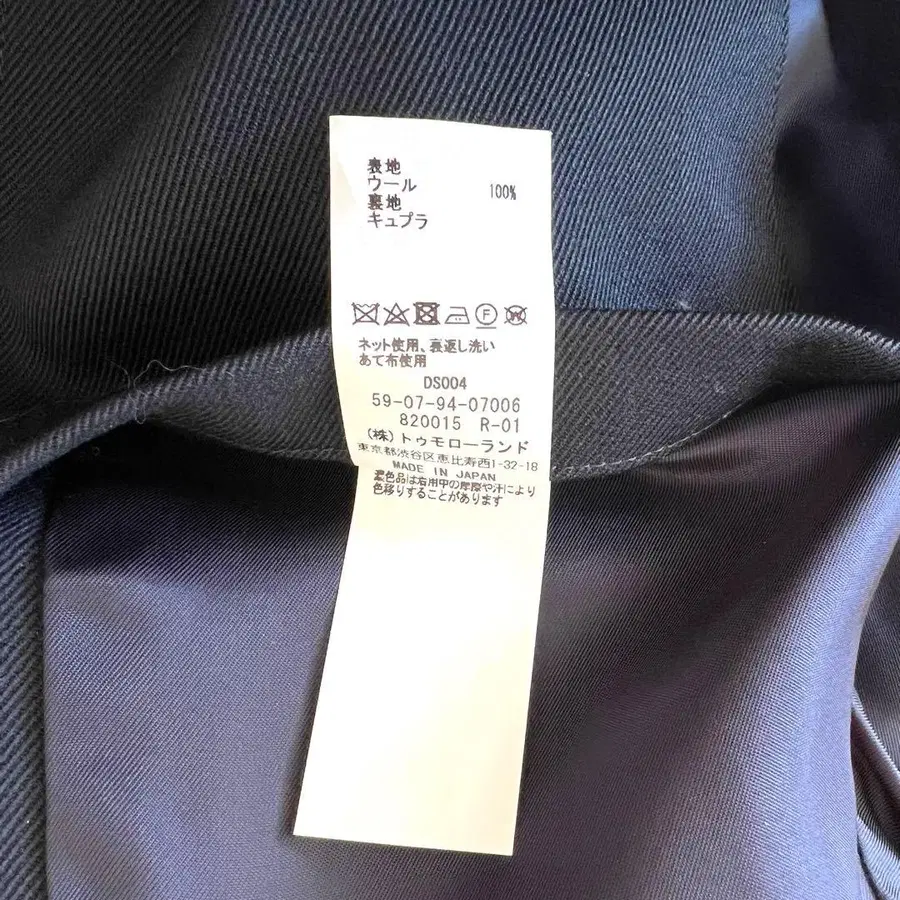 表地
ウール 100%
裏地
キュプラ
F W
ネット使用、裏返し洗い
あて布使用
DS004
59-07-94-07006
820015 R-01
(株)トゥモローランド
東京都渋谷区恵比寿西1-32-18
MADE IN JAPAN
濃色品は着用中の摩擦や汗により
色移りすることがあります